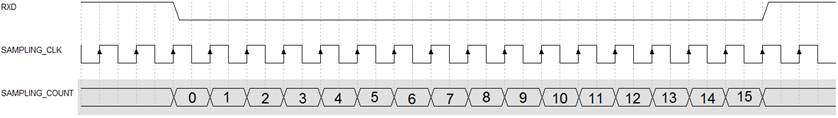 RXD
SAMPLING_CLK
SAMPLING_COUNT 0 1 2 3 4 5 6 7 8 9 10 11 12 13 14 15